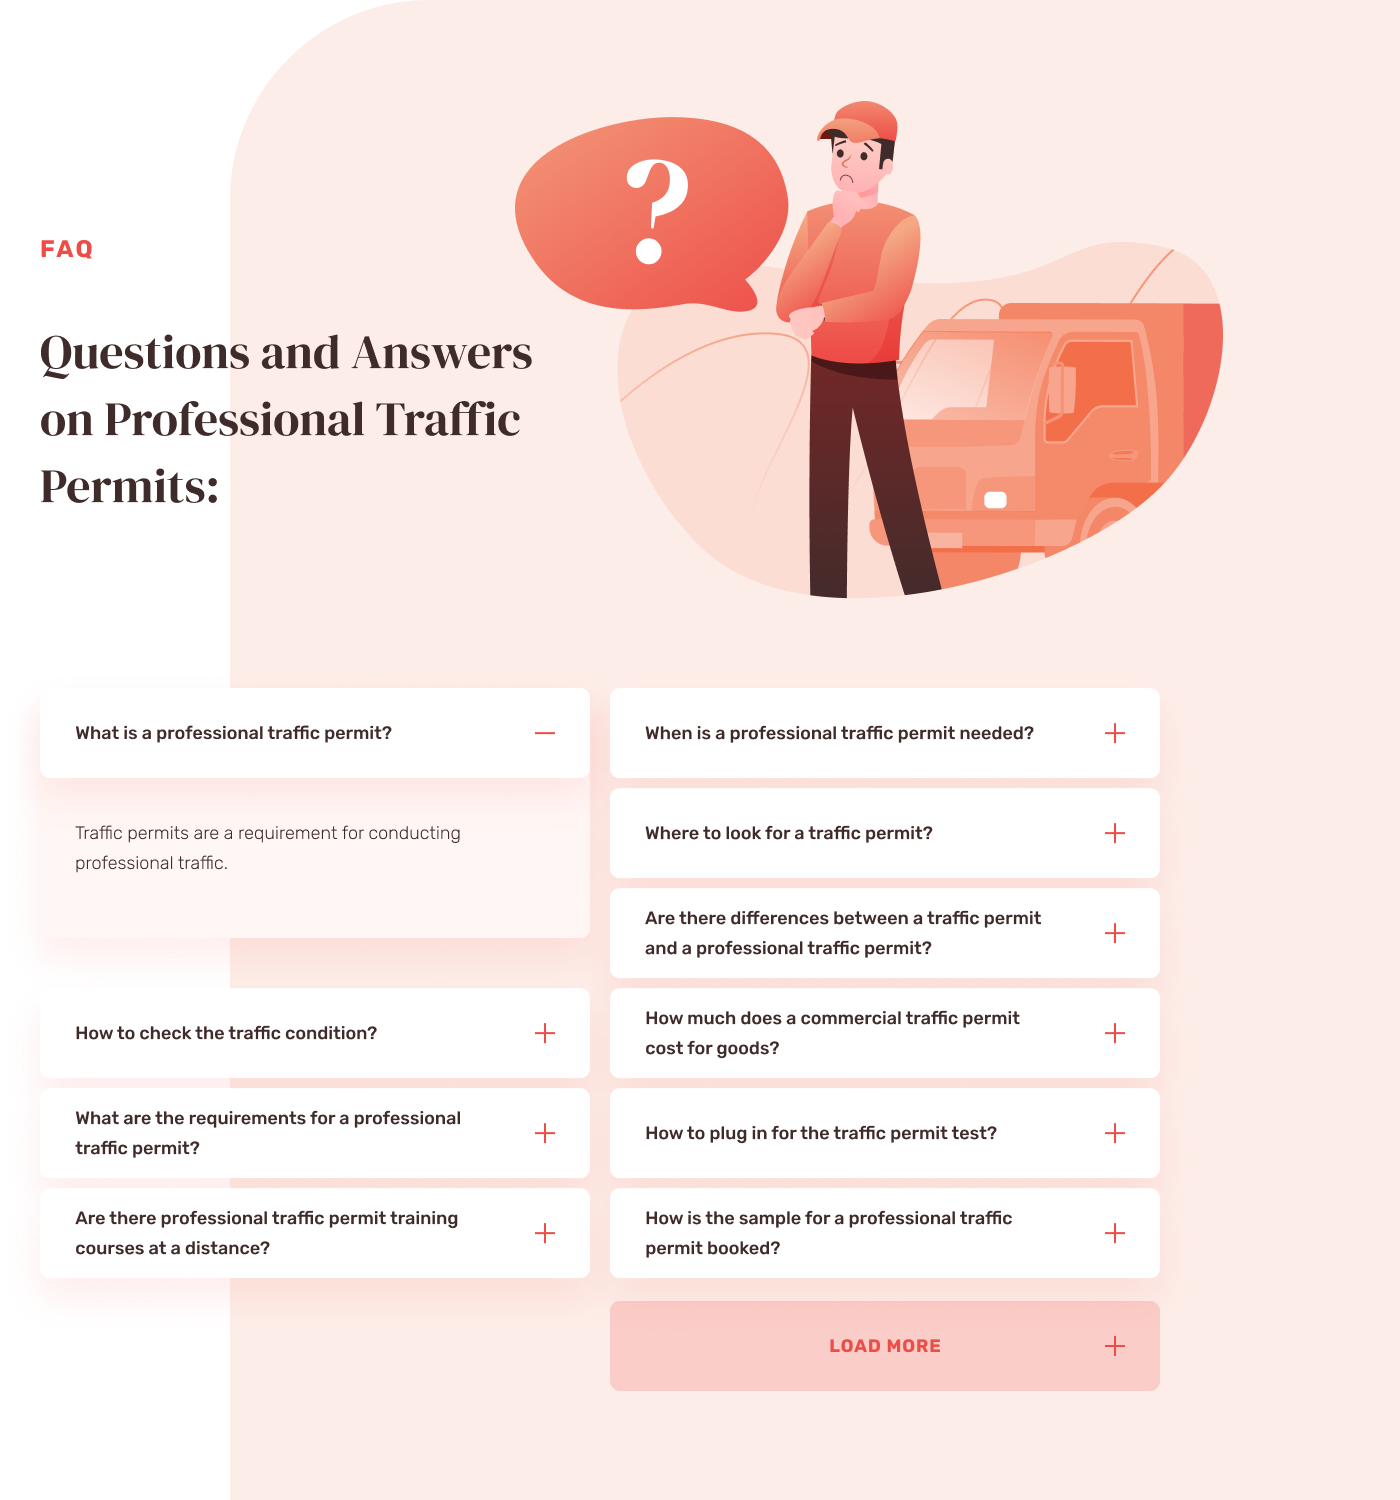 ?
FAQ
Questions and Answers
on Professional Traffic
Permits:
What is a professional traffic permit?
Traffic permits are a requirement for conducting
professional traffic.
How to check the traffic condition?
What are the requirements for a professional
traffic permit?
Are there professional traffic permit training
courses at a distance?
When is a professional traffic permit needed?
Where to look for a traffic permit?
Are there differences between a traffic permit
and a professional traffic permit?
How much does a commercial traffic permit
cost for goods?
How to plug in for the traffic permit test?
How is the sample for a professional traffic
permit booked?
LOAD MORE